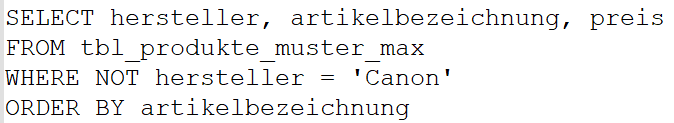 SELECT hersteller, artikelbezeichnung, preis
FROM tbl_produkte_muster_max
WHERE NOT hersteller = 'Canon'
ORDER BY artikelbezeichnung